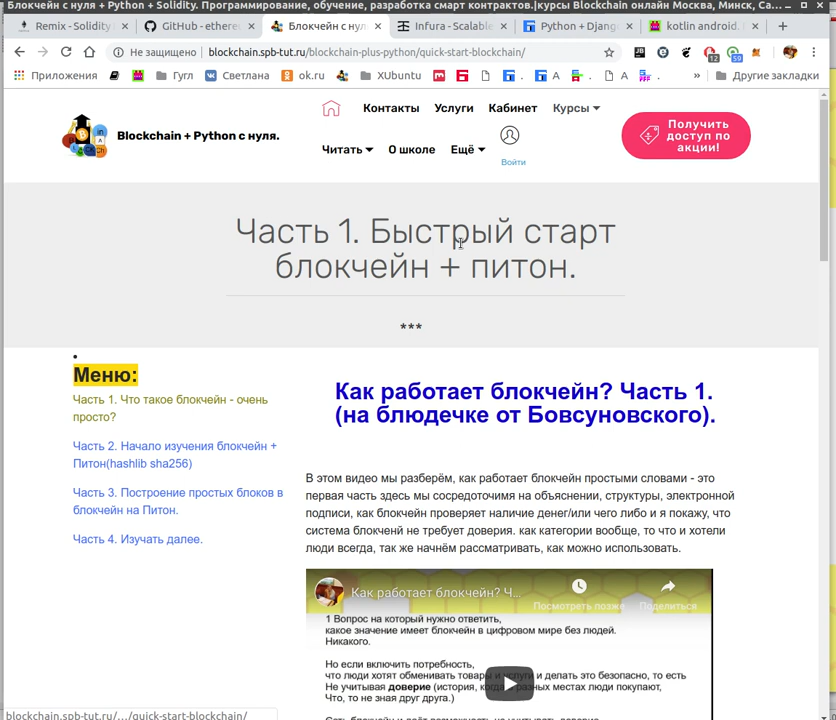 Блокчейн с нуля + Python + Solidity. Программирование, обучение, разработка смарт контрактов.|курсы Blockchain онлайн Москва, Минск, Са...
Remix - Solidity
GitHub - ethere
Блокчейн с нул
Infura - Scalable
Python + Djang
kotlin android.
Не защищено
blockchain.spb-tut.ru/blockchain-plus-python/quick-start-blockchain/
12
59
Приложения
Гугл
Светлана
ok.ru
XUbuntu
.
A
.
A
.
»
Другие закладки
Blockchain + Python с нуля.
Контакты
Услуги
Кабинет
Курсы
Читать
О школе
Ещё
Войти
Получить
доступ по
акции!
Часть 1. Быстрый старт
блокчейн + питон.
***
Меню:
Часть 1. Что такое блокчейн - очень
просто?
Часть 2. Начало изучения блокчейн +
Питон(hashlib sha256)
Часть 3. Построение простых блоков в
блокчейн на Питон.
Часть 4. Изучать далее.
Как работает блокчейн? Часть 1.
(на блюдечке от Бовсуновского).
В этом видео мы разберём, как работает блокчейн простыми словами - это
первая часть здесь мы сосредоточимя на объяснении, структуры, электронной
подписи, как блокчейн проверяет наличие денег/или чего либо и я покажу, что
система блокченй не требует доверия. как категории вообще, то что и хотели
люди всегда, так же начнём рассматривать, как можно использовать.
Как работает блокчейн? Ч...
Посмотреть позже
Поделиться
1 Вопрос на который нужно ответить,
какое значение имеет блокчейн в цифровом мире без людей.
Никакого.
Но если включить потребность,
что люди хотят обменивать товары и услуги и делать это безопасно, то есть
Не учитывая доверие (история, когда в разных местах люди покупают,
Что, то не зная друг друга.)
blockchain.spb-tut.ru/.../quick-start-blockchain/